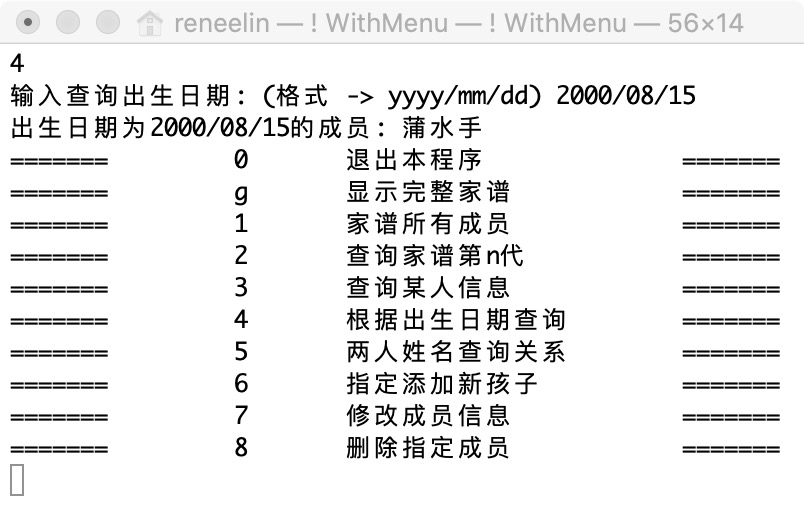 reneelin — ! WithMenu — ! WithMenu — 56×14
4
输入查询出生日期: (格式 -> yyyy/mm/dd) 2000/08/15
出生日期为2000/08/15的成员: 蒲水手
======= 0 退出本程序 =======
======= g 显示完整家谱 =======
======= 1 家谱所有成员 =======
======= 2 查询家谱第n代 =======
======= 3 查询某人信息 =======
======= 4 根据出生日期查询 =======
======= 5 两人姓名查询关系 =======
======= 6 指定添加新孩子 =======
======= 7 修改成员信息 =======
======= 8 删除指定成员 =======